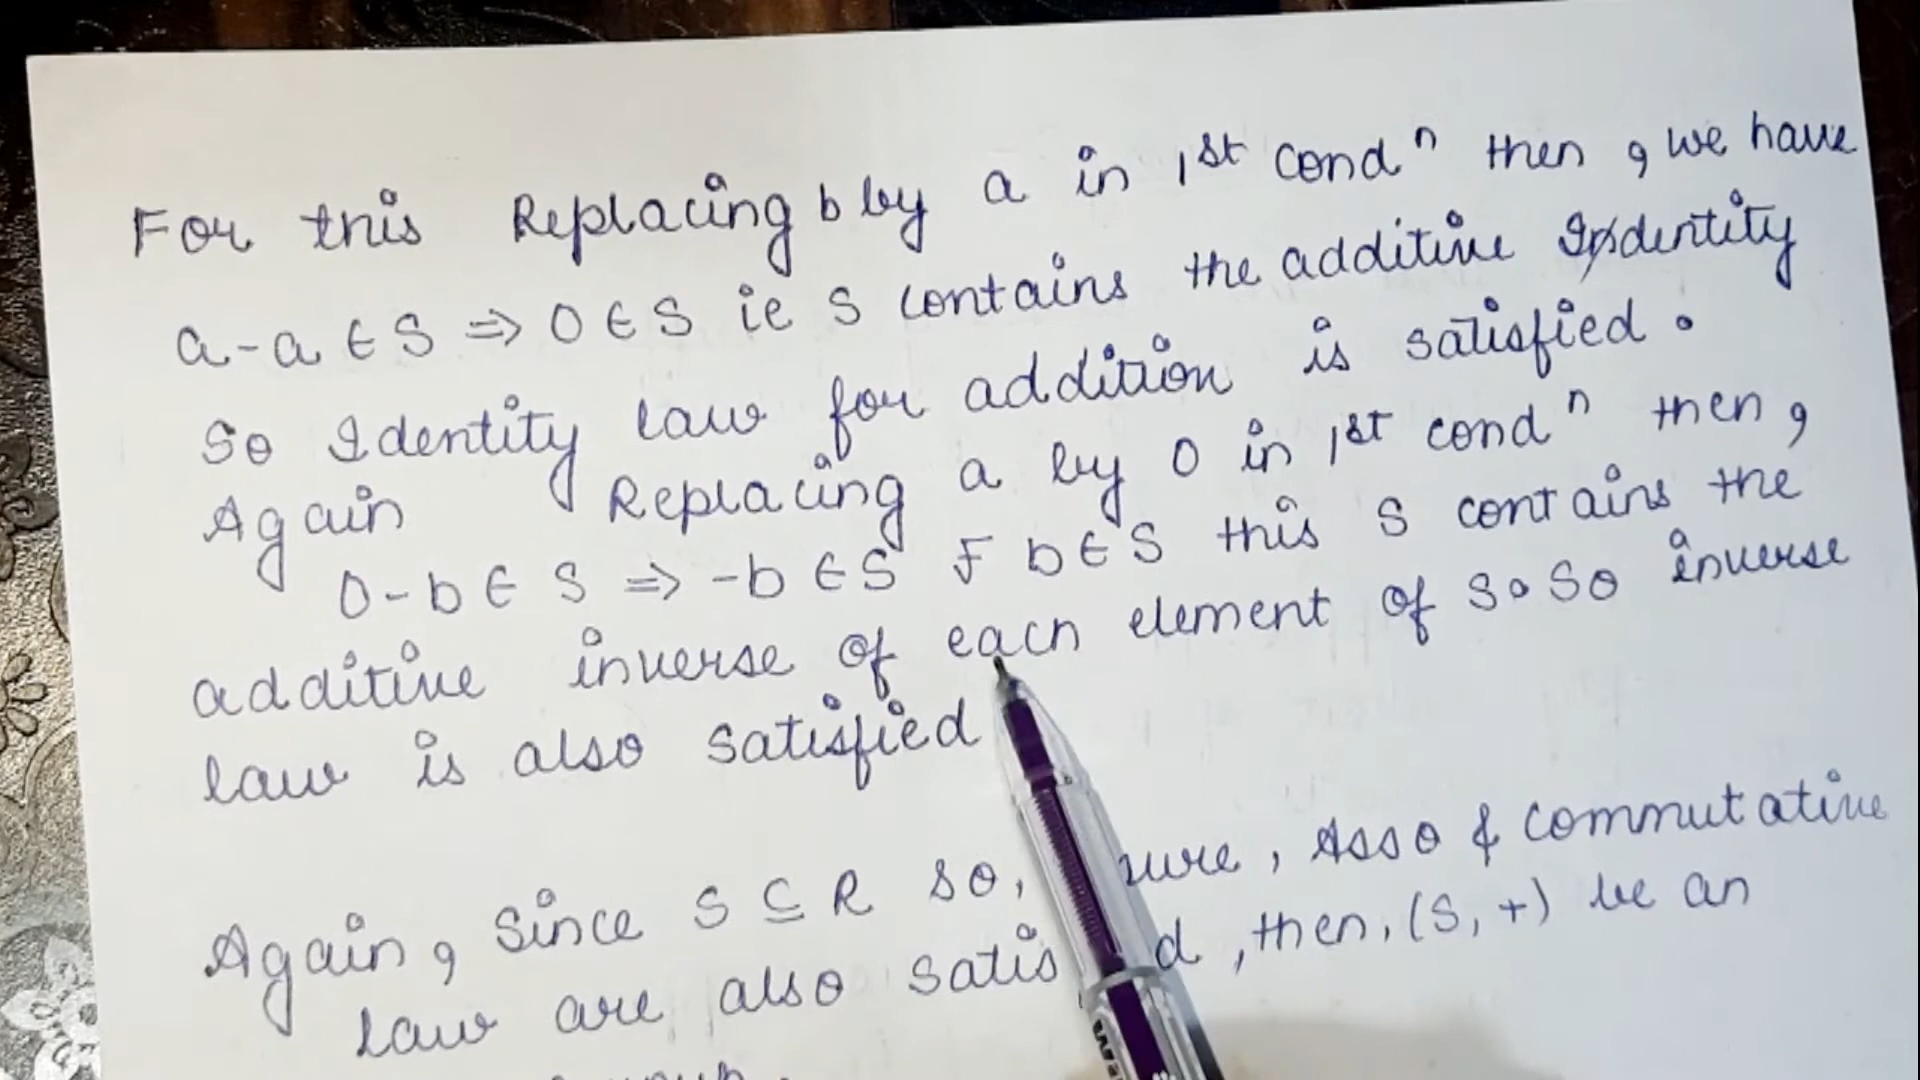 For this Replacing b by a in 1st condⁿ then, we have
a-a ∈ S => 0 ∈ S ie S contains the additive Identity
So Identity law for addition is satisfied.
Again Replacing a by 0 in 1st condⁿ then,
0-b ∈ S => -b ∈ S ∀ b ∈ S this S contains the
additive inverse of each element of S. So inverse
law is also satisfied
Again, Since S ⊆ R so, Asso & Commutative
law are also satis d, then, (S, +) be an